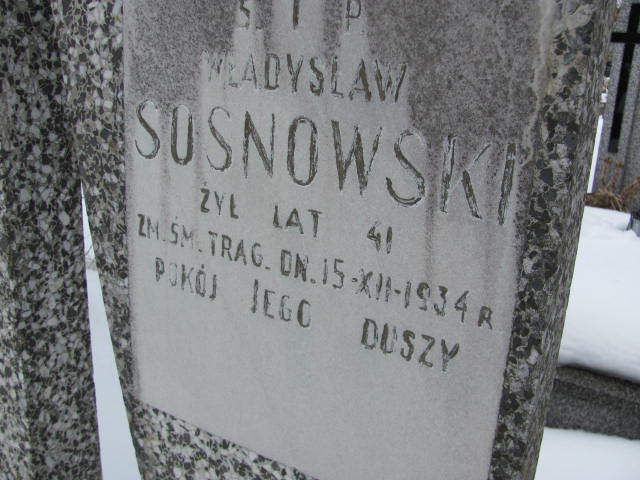 Ś. † P.
WŁADYSŁAW
SOSNOWSKI
ŻYŁ LAT 41
ZM. ŚM. TRAG. DN. 15-XII-1934 R.
POKÓJ JEGO DUSZY